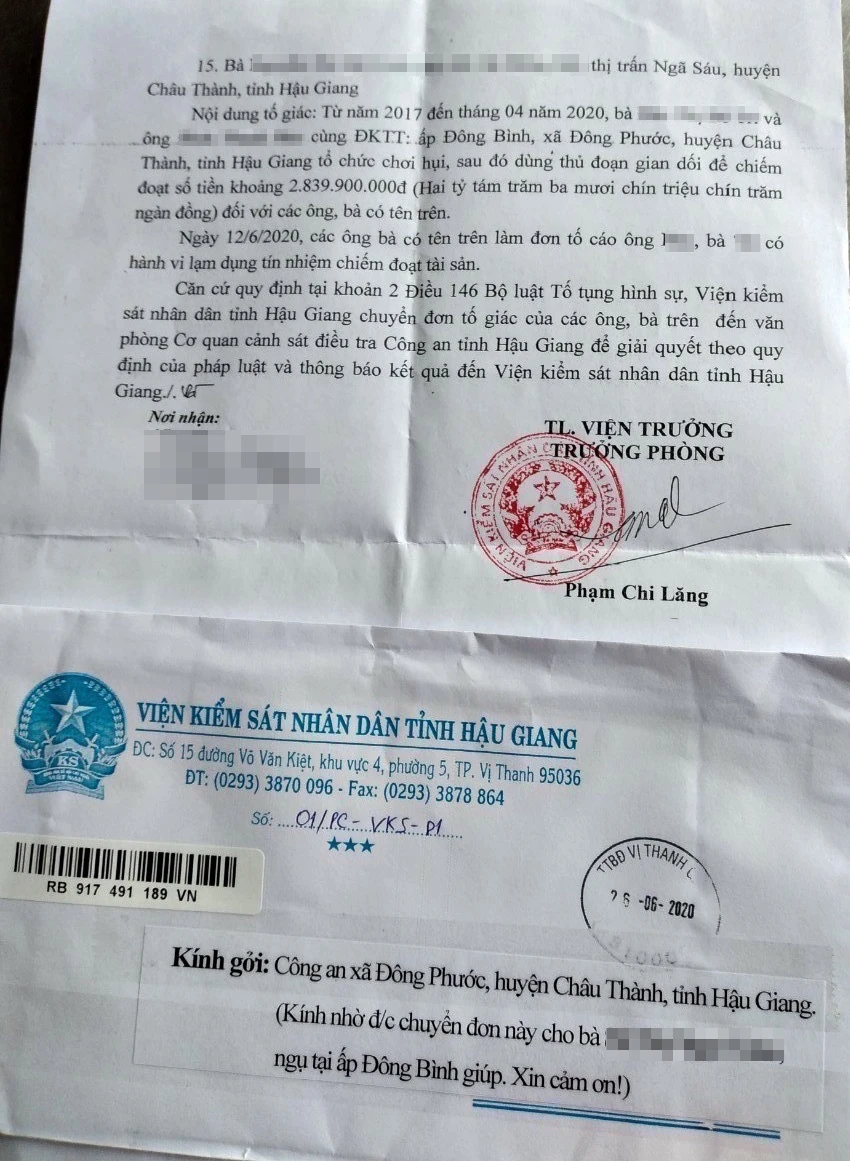 15. Bà thị trấn Ngã Sáu, huyện
Châu Thành, tỉnh Hậu Giang
Nội dung tố giác: Từ năm 2017 đến tháng 04 năm 2020, bà và
ông cùng ĐKTT: ấp Đông Bình, xã Đông Phước, huyện Châu
Thành, tỉnh Hậu Giang tổ chức chơi hụi, sau đó dùng thủ đoạn gian dối để chiếm
đoạt số tiền khoảng 2.839.900.000đ (Hai tỷ tám trăm ba mươi chín triệu chín trăm
ngàn đồng) đối với các ông, bà có tên trên.
Ngày 12/6/2020, các ông bà có tên trên làm đơn tố cáo ông , bà có
hành vi lạm dụng tín nhiệm chiếm đoạt tài sản.
Căn cứ quy định tại khoản 2 Điều 146 Bộ luật Tố tụng hình sự, Viện kiểm
sát nhân dân tỉnh Hậu Giang chuyển đơn tố giác của các ông, bà trên đến văn
phòng Cơ quan cảnh sát điều tra Công an tỉnh Hậu Giang để giải quyết theo quy
định của pháp luật và thông báo kết quả đến Viện kiểm sát nhân dân tỉnh Hậu
Giang./.
Nơi nhận:
TL. VIỆN TRƯỞNG
TRƯỞNG PHÒNG
VIỆN KIỂM SÁT NHÂN TỈNH HẬU GIANG
Phạm Chi Lăng
VIỆN KIỂM SÁT NHÂN DÂN TỈNH HẬU GIANG
ĐC: Số 15 đường Võ Văn Kiệt, khu vực 4, phường 5, TP. Vị Thanh 95036
ĐT: (0293) 3870 096 - Fax: (0293) 3878 864
KS
Số: 01/PC-VKS-P1
RB 917 491 189 VN
TTBĐ VỊ THANH
26-06-2020
Kính gởi: Công an xã Đông Phước, huyện Châu Thành, tỉnh Hậu Giang.
(Kính nhờ đ/c chuyển đơn này cho bà
ngụ tại ấp Đông Bình giúp. Xin cảm ơn!)